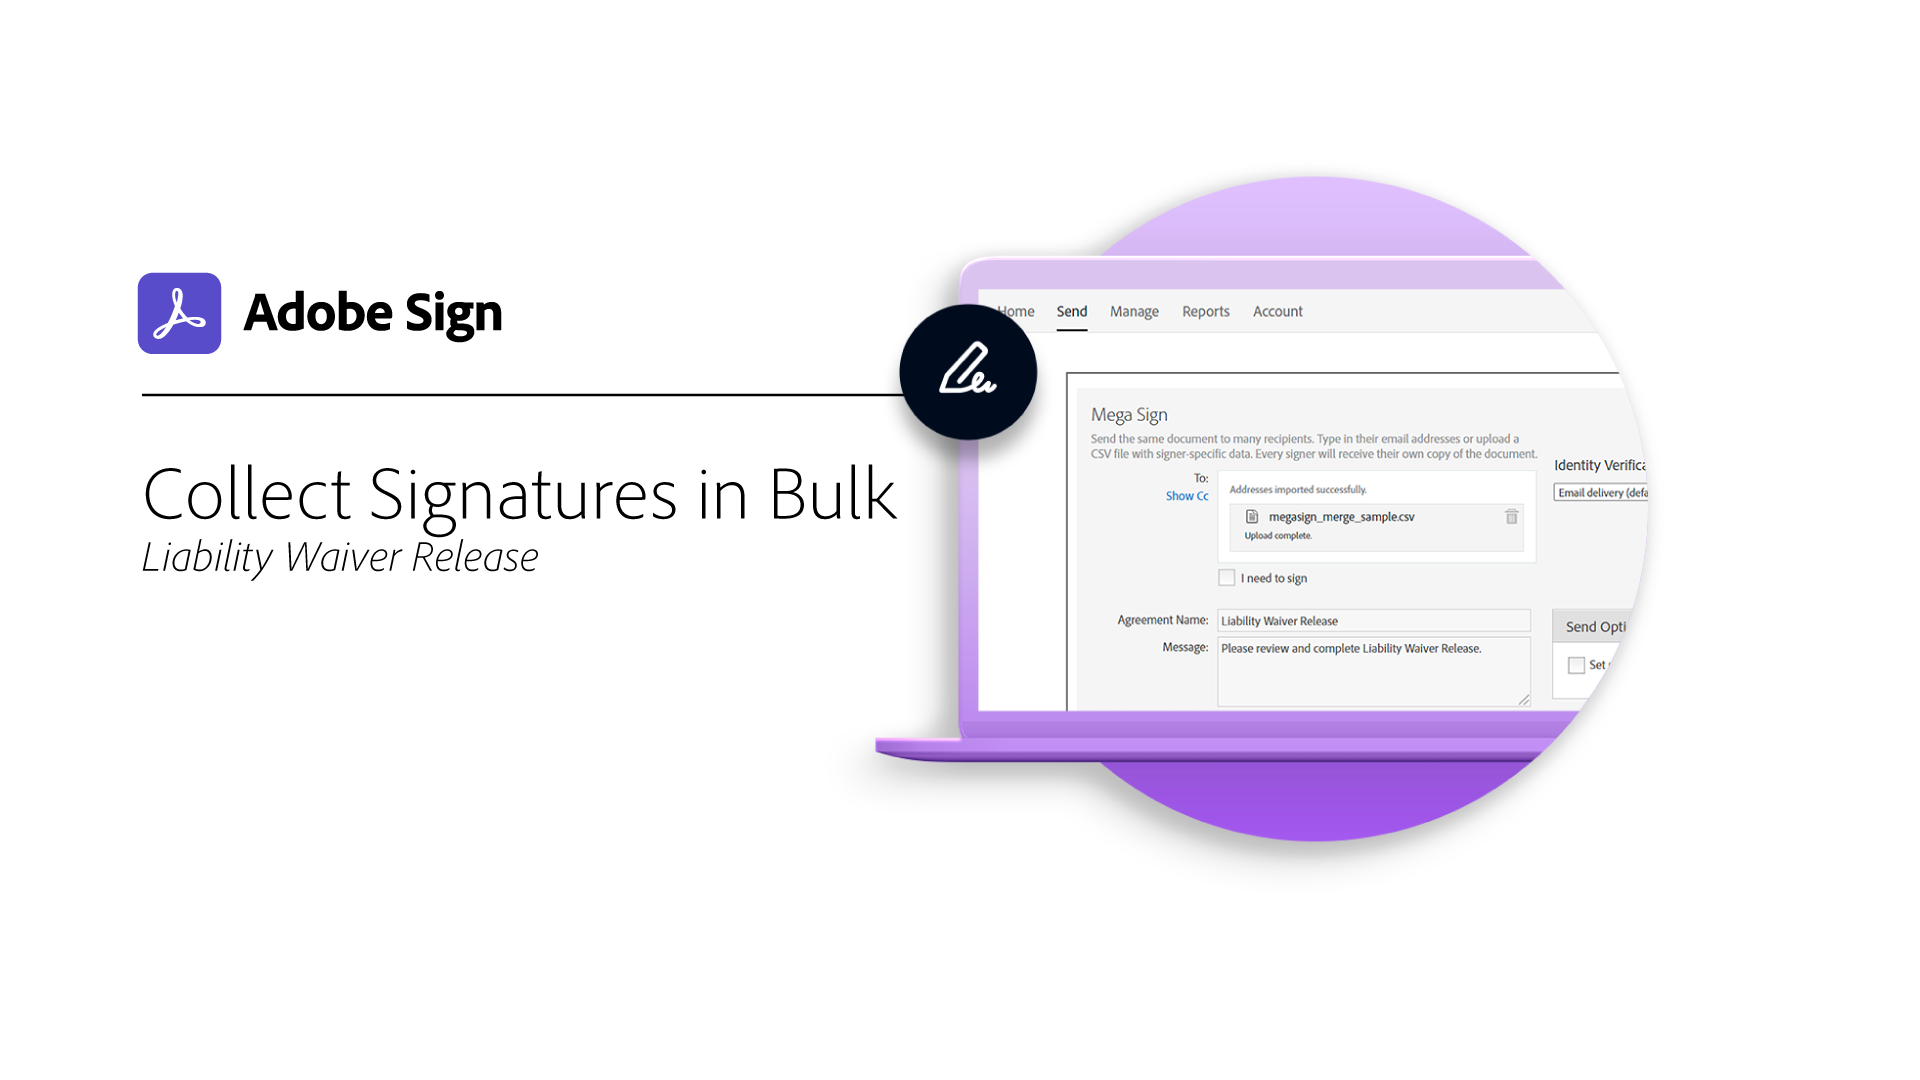 Adobe Sign
Collect Signatures in Bulk
Liability Waiver Release
Home Send Manage Reports Account
Mega Sign
Send the same document to many recipients. Type in their email addresses or upload a
CSV file with signer-specific data. Every signer will receive their own copy of the document.
To:
Show Cc
Addresses imported successfully.
megasign_merge_sample.csv
Upload complete.
I need to sign
Agreement Name: Liability Waiver Release
Message: Please review and complete Liability Waiver Release.
Identity
Email delivery
Send
Set